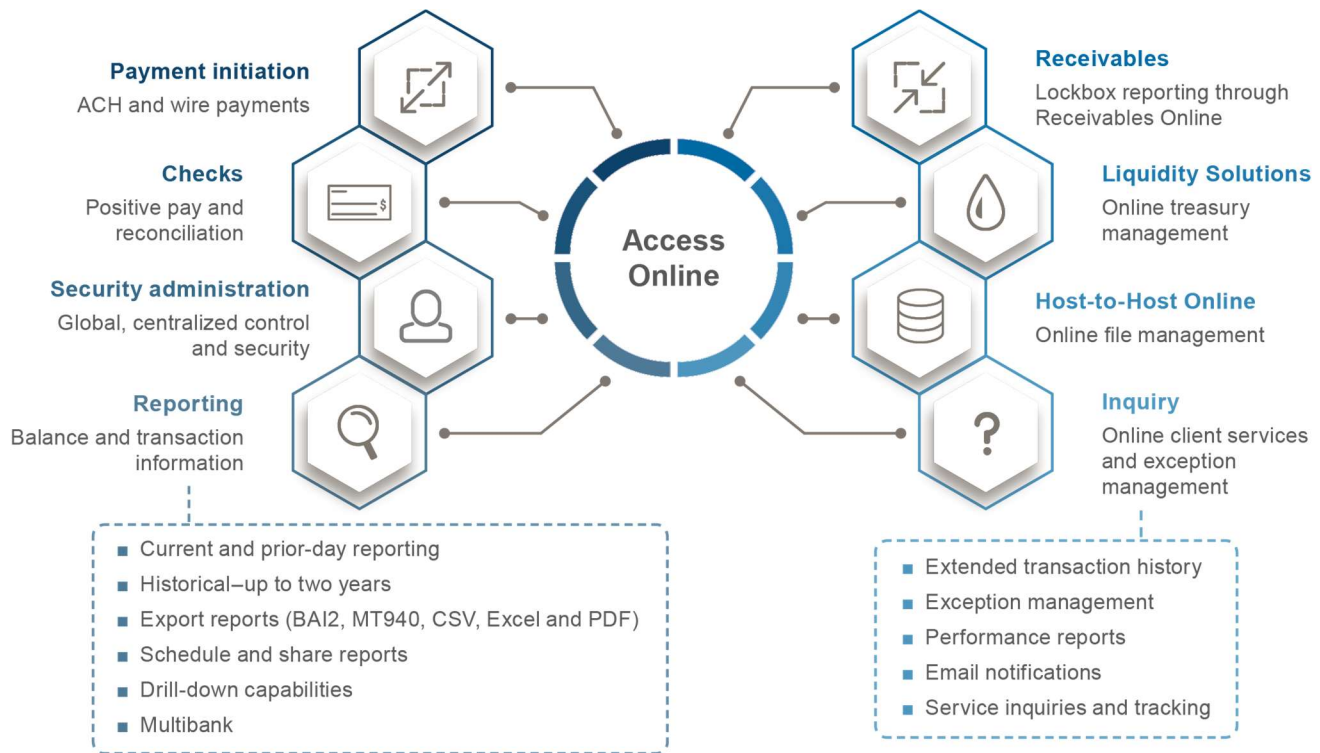 Payment initiation
ACH and wire payments
Checks
Positive pay and
reconciliation
Security administration
Global, centralized control
and security
Reporting
Balance and transaction
information
Current and prior-day reporting
Historical–up to two years
Export reports (BAI2, MT940, CSV, Excel and PDF)
Schedule and share reports
Drill-down capabilities
Multibank
$
Access
Online
Receivables
Lockbox reporting through
Receivables Online
Liquidity Solutions
Online treasury
management
Host-to-Host Online
Online file management
?
Inquiry
Online client services
and exception
management
Extended transaction history
Exception management
Performance reports
Email notifications
Service inquiries and tracking